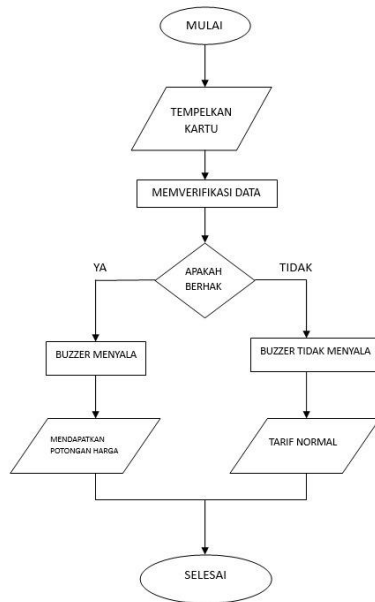 MULAI
TEMPELKAN
KARTU
MEMVERIFIKASI DATA
YA
APAKAH
BERHAK
TIDAK
BUZZER MENYALA
BUZZER TIDAK MENYALA
MENDAPATKAN
POTONGAN HARGA
TARIF NORMAL
SELESAI